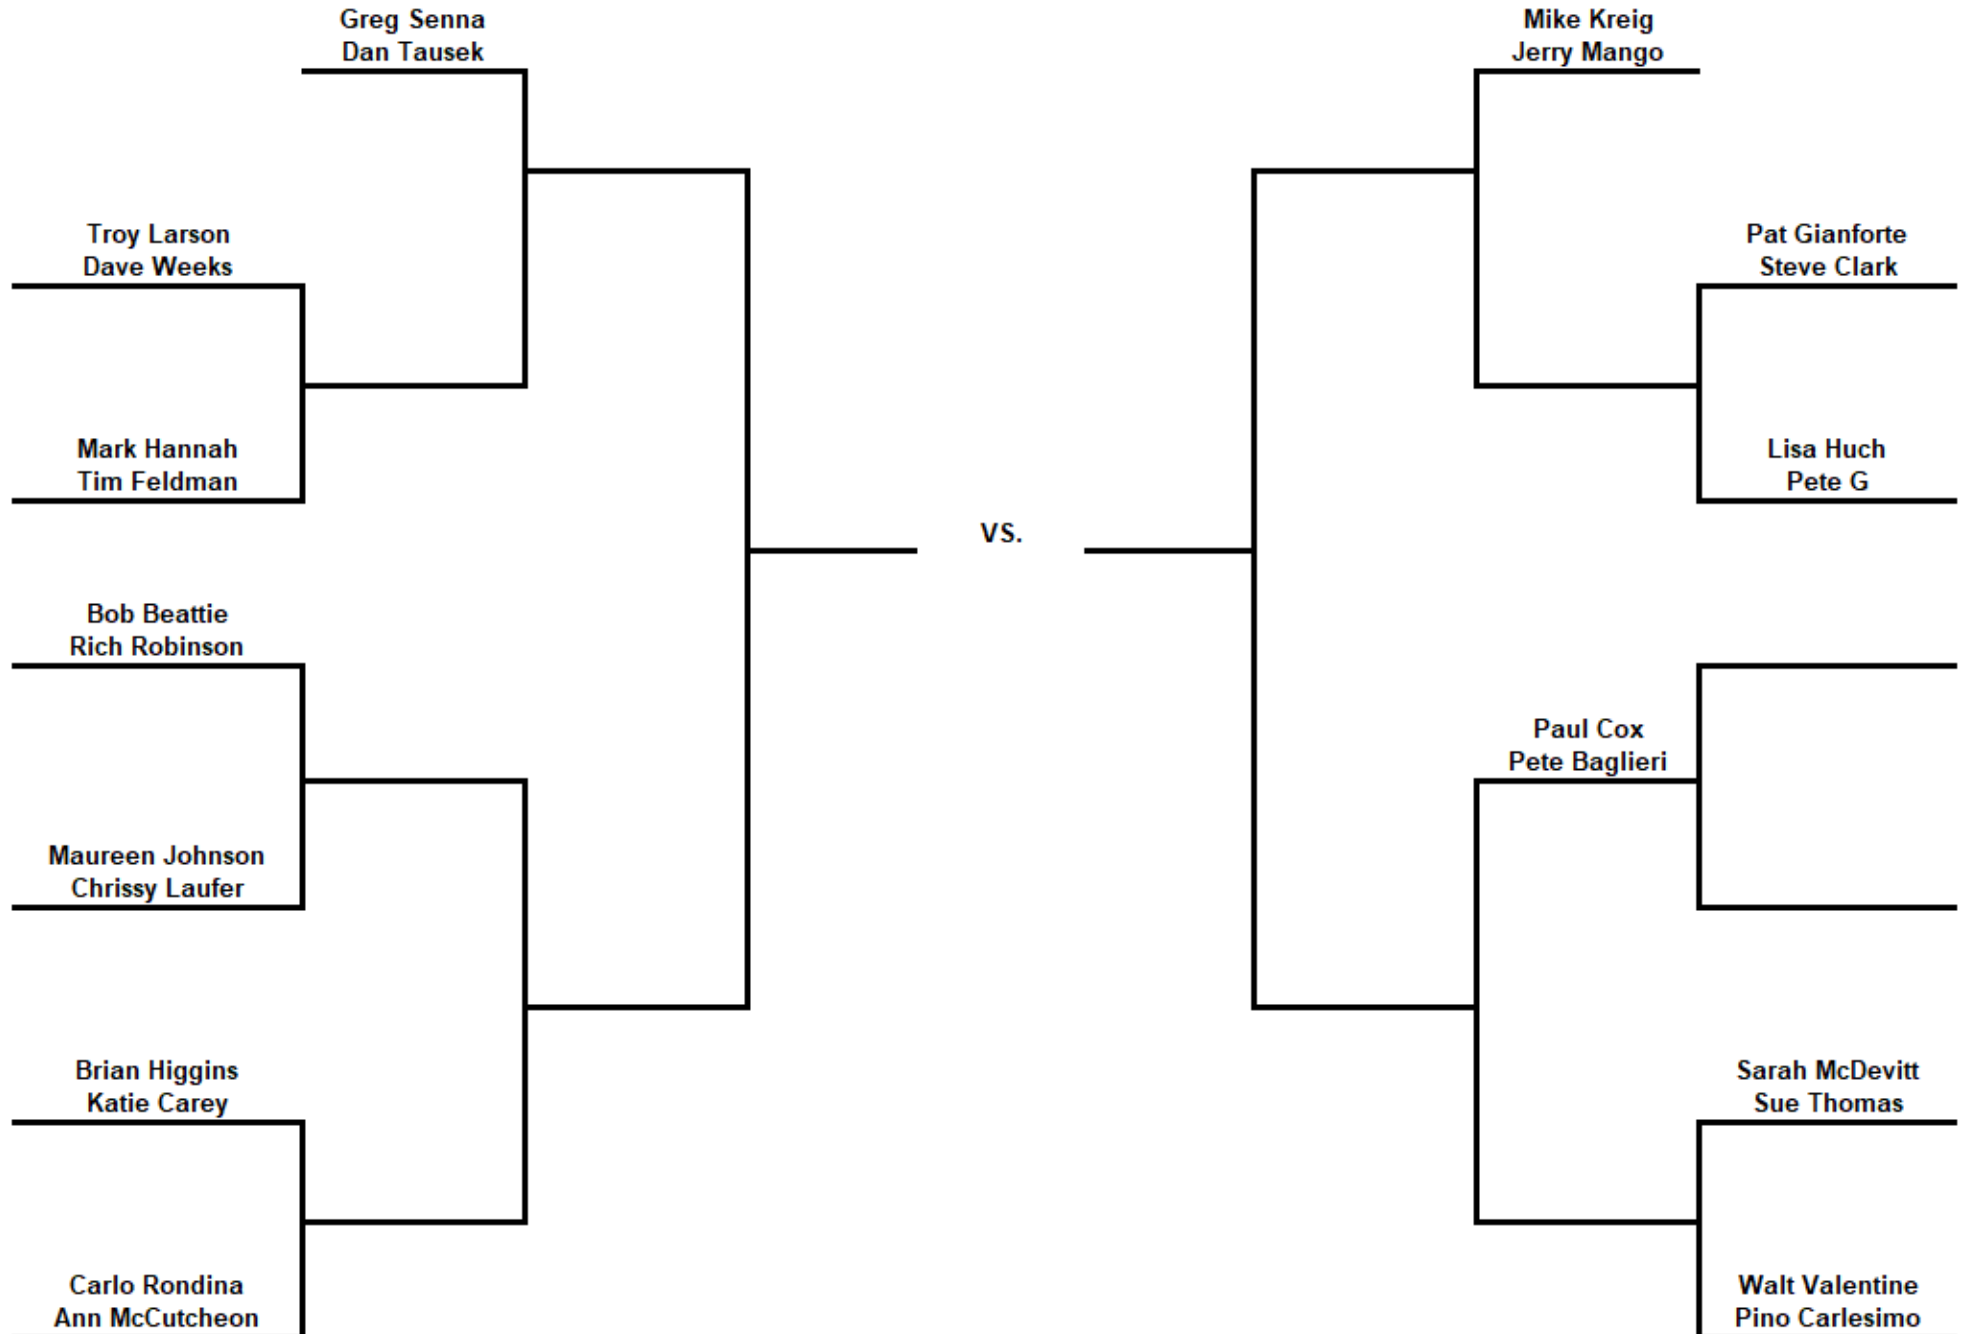 Greg Senna
Dan Tausek
Mike Kreig
Jerry Mango
Troy Larson
Dave Weeks
Pat Gianforte
Steve Clark
Mark Hannah
Tim Feldman
Lisa Huch
Pete G
VS.
Bob Beattie
Rich Robinson
Paul Cox
Pete Baglieri
Maureen Johnson
Chrissy Laufer
Brian Higgins
Katie Carey
Sarah McDevitt
Sue Thomas
Carlo Rondina
Ann McCutcheon
Walt Valentine
Pino Carlesimo